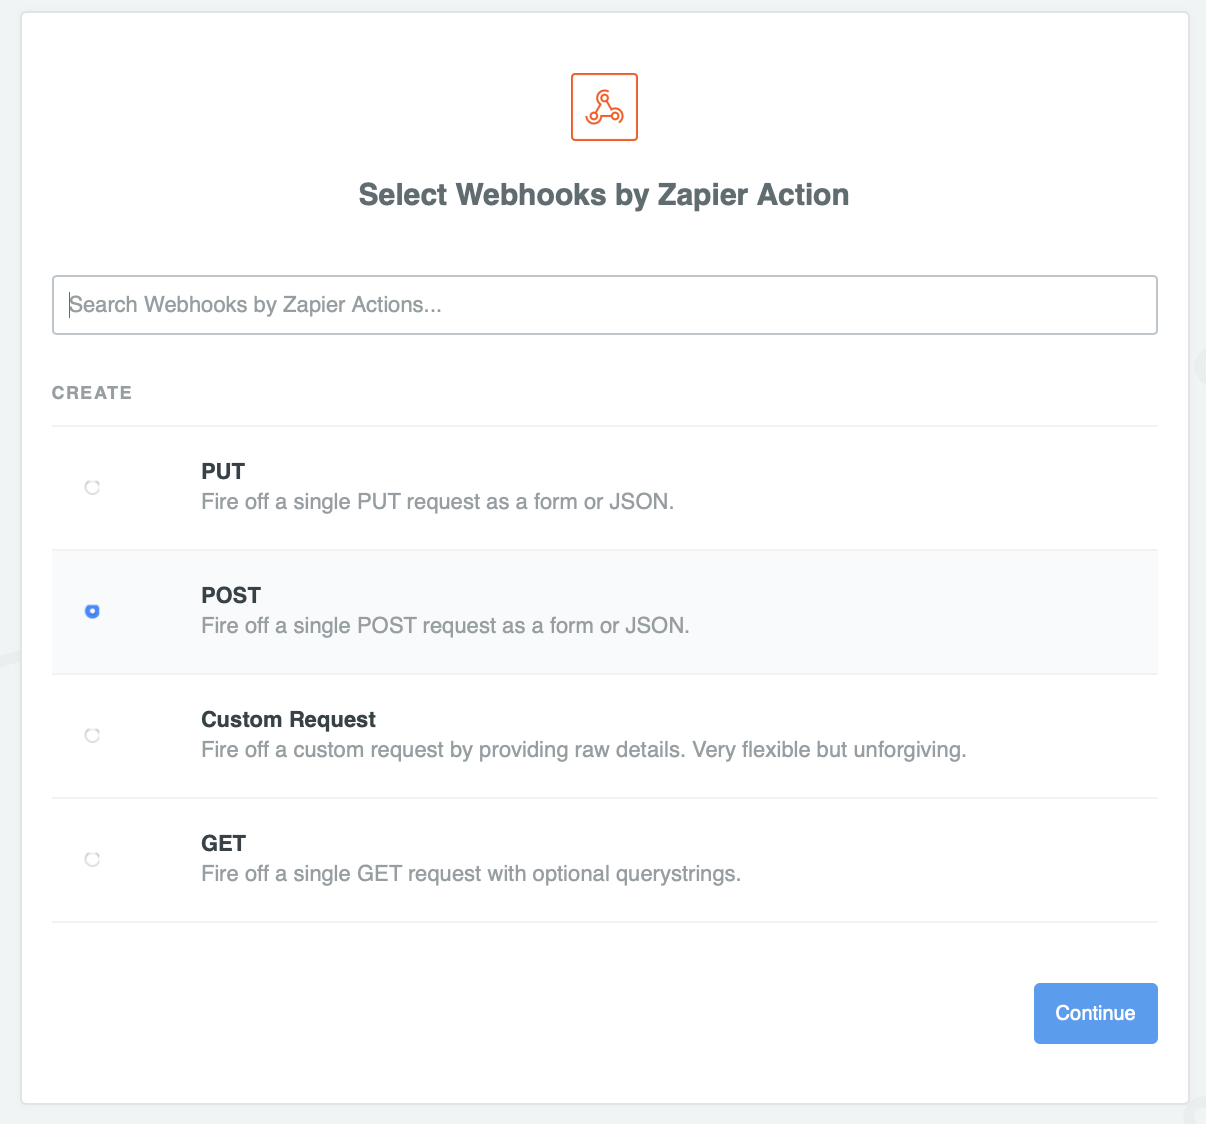 Select Webhooks by Zapier Action
Search Webhooks by Zapier Actions...
CREATE
PUT
Fire off a single PUT request as a form or JSON.
POST
Fire off a single POST request as a form or JSON.
Custom Request
Fire off a custom request by providing raw details. Very flexible but unforgiving.
GET
Fire off a single GET request with optional querystrings.
Continue